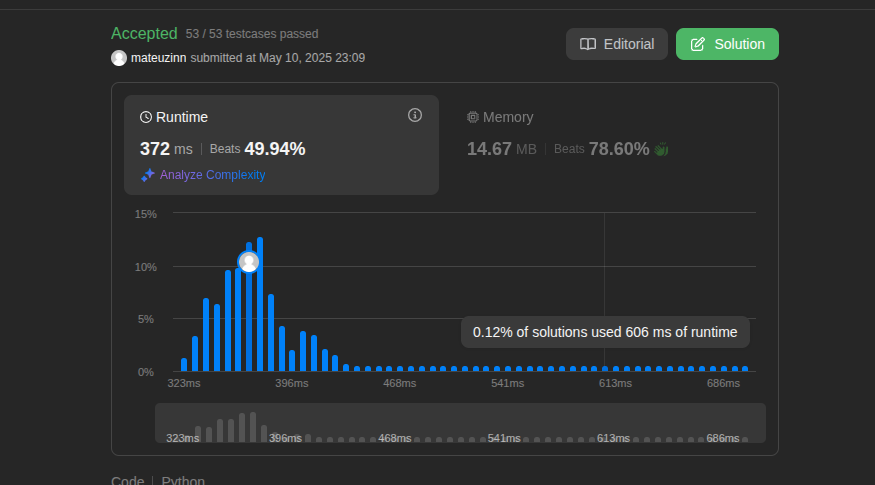 Accepted 53 / 53 testcases passed
mateuzinn submitted at May 10, 2025 23:09
Editorial
Solution
Runtime
372 ms | Beats 49.94%
Analyze Complexity
Memory
14.67 MB | Beats 78.60%
15%
10%
5%
0%
0.12% of solutions used 606 ms of runtime
323ms 396ms 468ms 541ms 613ms 686ms
323ms 396ms 468ms 541ms 613ms 686ms
Code | Python